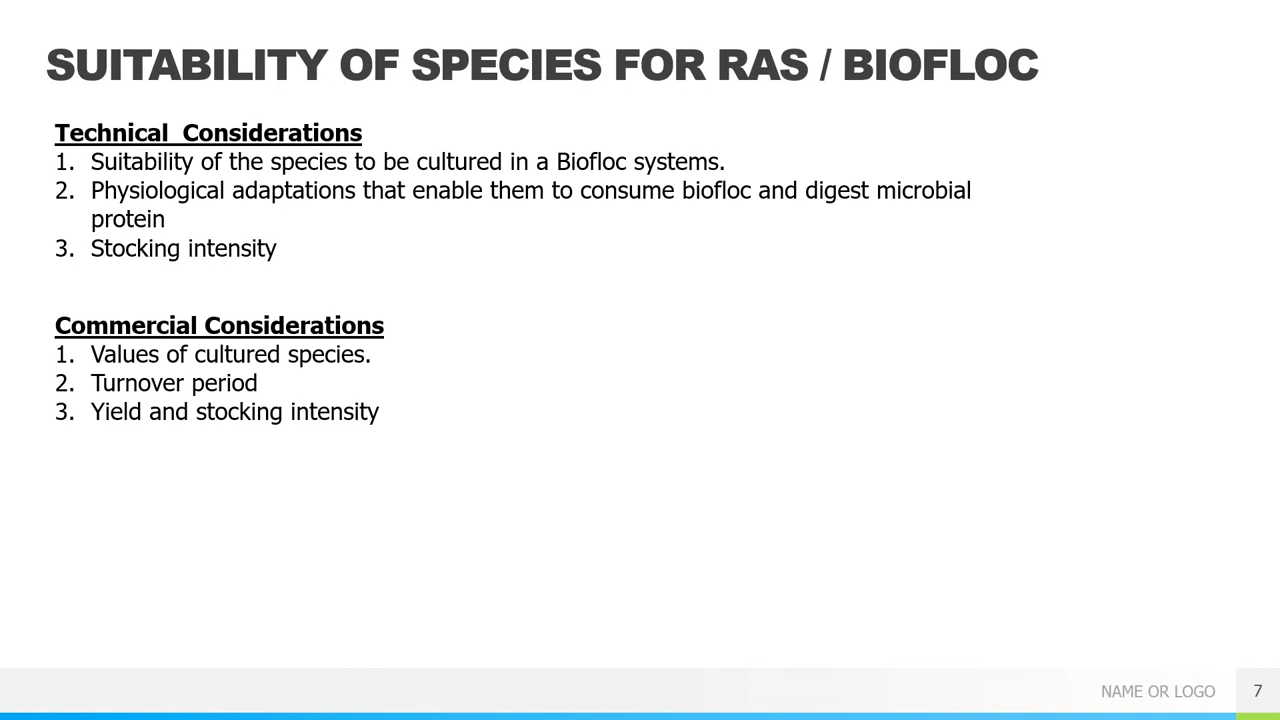 SUITABILITY OF SPECIES FOR RAS / BIOFLOC
Technical  Considerations
1. Suitability of the species to be cultured in a Biofloc systems.
2. Physiological adaptations that enable them to consume biofloc and digest microbial
protein
3. Stocking intensity
Commercial Considerations
1. Values of cultured species.
2. Turnover period
3. Yield and stocking intensity
NAME OR LOGO
7